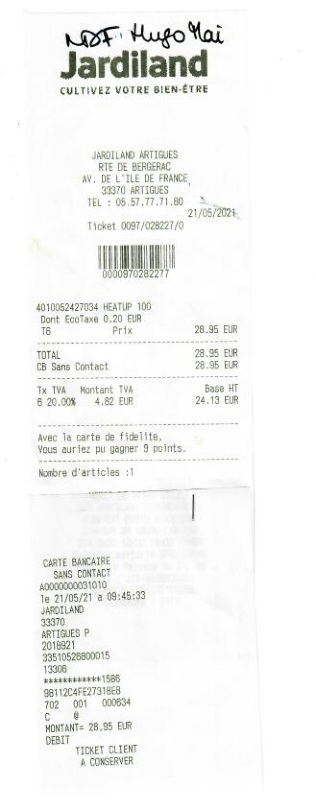 NDF : Hugo Mai
Jardiland
CULTIVEZ VOTRE BIEN-ÊTRE
JARDILAND ARTIGUES
RTE DE BERGERAC
AV. DE L'ILE DE FRANCE
33370 ARTIGUES
TEL : 05.57.77.71.80
21/05/2021
Ticket 0097/028227/0
0000970282277
4010052427034 HEATUP 100
Dont EcoTaxe 0.20 EUR
T6 Prix 28.95 EUR
TOTAL 28.95 EUR
CB Sans Contact 28.95 EUR
Tx TVA Montant TVA Base HT
6 20.00% 4.82 EUR 24.13 EUR
Avec la carte de fidelite,
Vous auriez pu gagner 9 points.
Nombre d'articles :1
CARTE BANCAIRE
SANS CONTACT
A0000000031010
le 21/05/21 a 09:45:33
JARDILAND
33370
ARTIGUES P
2018921
33510526800015
13306
************1586
98112C4FE27318EB
702 001 000634
C @
MONTANT= 28,95 EUR
DEBIT
TICKET CLIENT
A CONSERVER